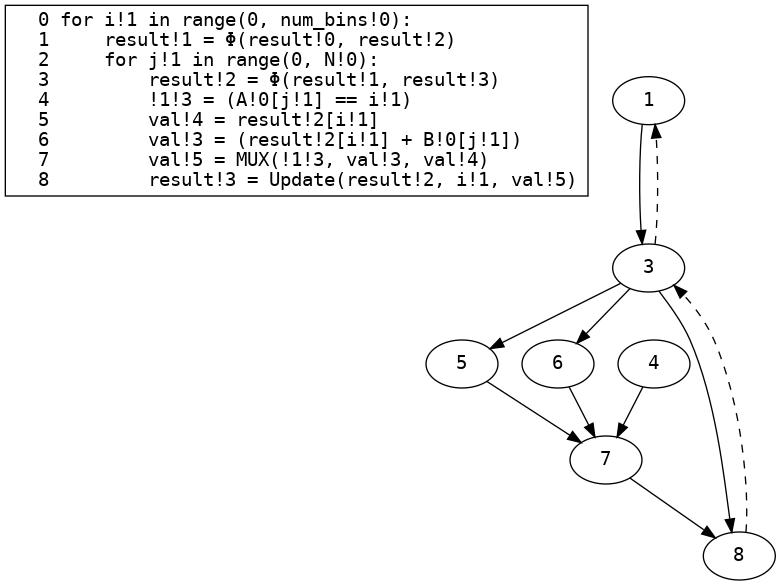 0 for i!1 in range(0, num_bins!0):
1     result!1 = Φ(result!0, result!2)
2     for j!1 in range(0, N!0):
3         result!2 = Φ(result!1, result!3)
4         !1!3 = (A!0[j!1] == i!1)
5         val!4 = result!2[i!1]
6         val!3 = (result!2[i!1] + B!0[j!1])
7         val!5 = MUX(!1!3, val!3, val!4)
8         result!3 = Update(result!2, i!1, val!5)
1
3
5 6 4
7
8